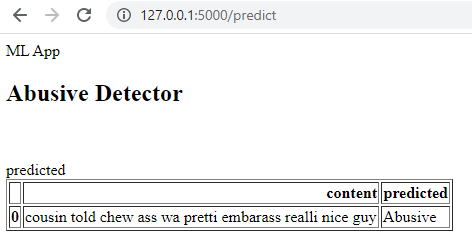 127.0.0.1:5000/predict
ML App
Abusive Detector
predicted
content predicted
0 cousin told chew ass wa pretti embarass realli nice guy Abusive